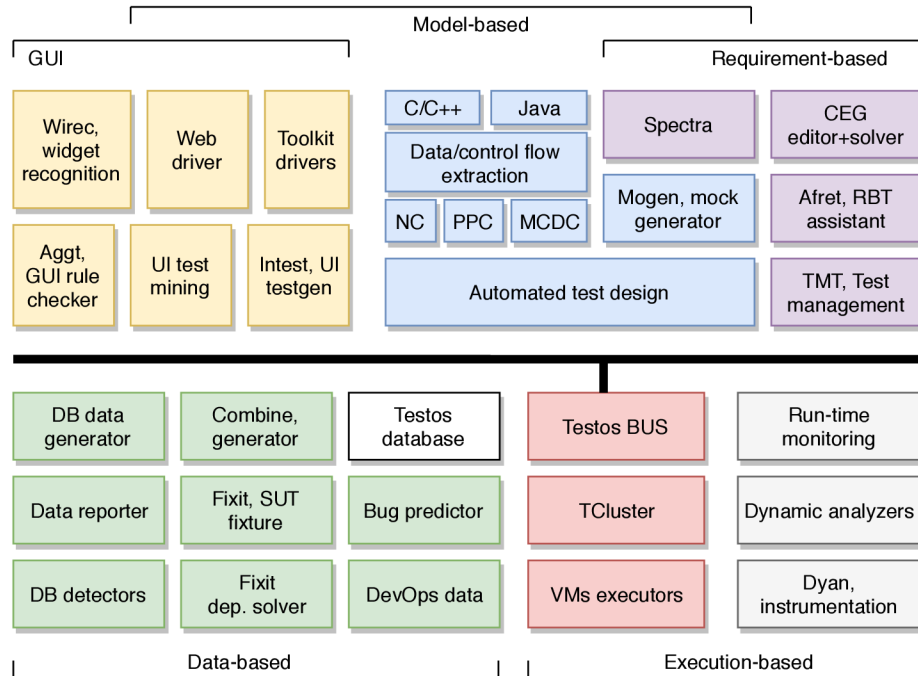 Model-based
GUI
Requirement-based
Wirec,
widget
recognition
Web
driver
Toolkit
drivers
C/C++
Java
Data/control flow
extraction
NC
PPC
MCDC
Spectra
CEG
editor+solver
Mogen, mock
generator
Afret, RBT
assistant
Aggt,
GUI rule
checker
UI test
mining
Intest, UI
testgen
Automated test design
TMT, Test
management
DB data
generator
Combine,
generator
Testos
database
Testos BUS
Run-time
monitoring
Data reporter
Fixit, SUT
fixture
Bug predictor
TCluster
Dynamic analyzers
DB detectors
Fixit
dep. solver
DevOps data
VMs executors
Dyan,
instrumentation
Data-based
Execution-based